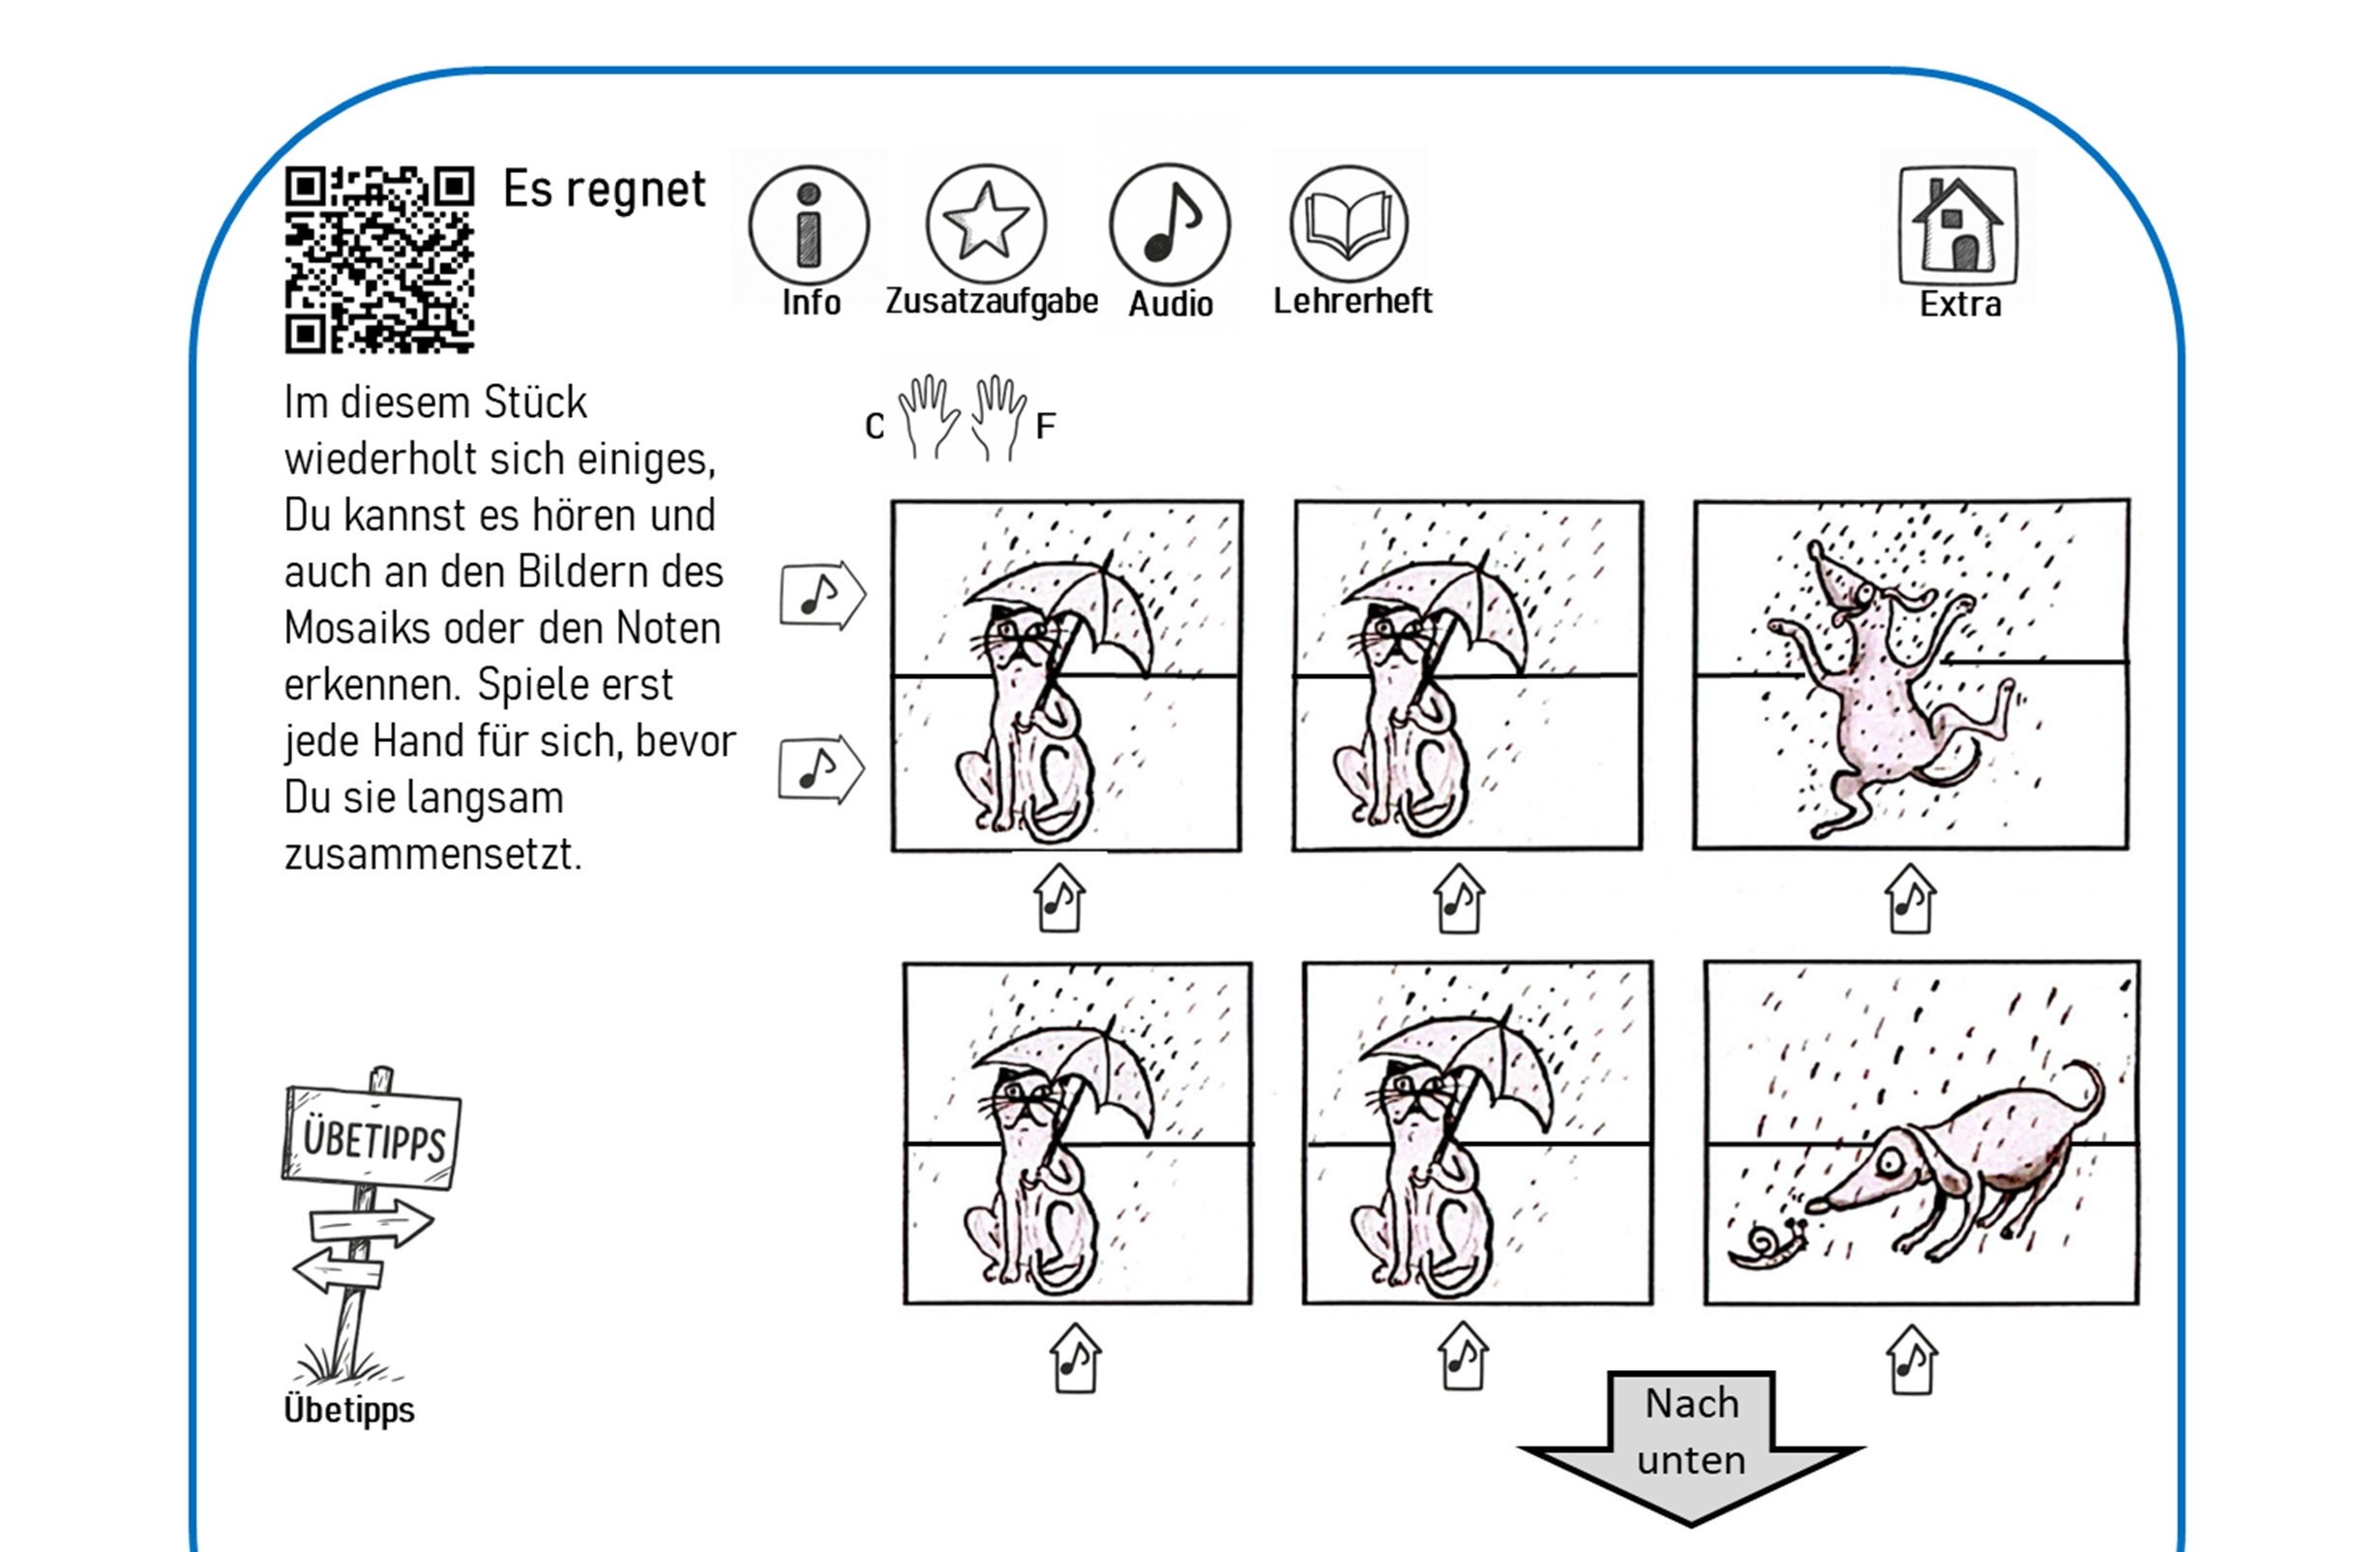 Es regnet
Info
Zusatzaufgabe
Audio
Lehrerheft
Extra
Im diesem Stück
wiederholt sich einiges,
Du kannst es hören und
auch an den Bildern des
Mosaiks oder den Noten
erkennen. Spiele erst
jede Hand für sich, bevor
Du sie langsam
zusammensetzt.
C
F
ÜBETIPPS
Übetipps
Nach
unten